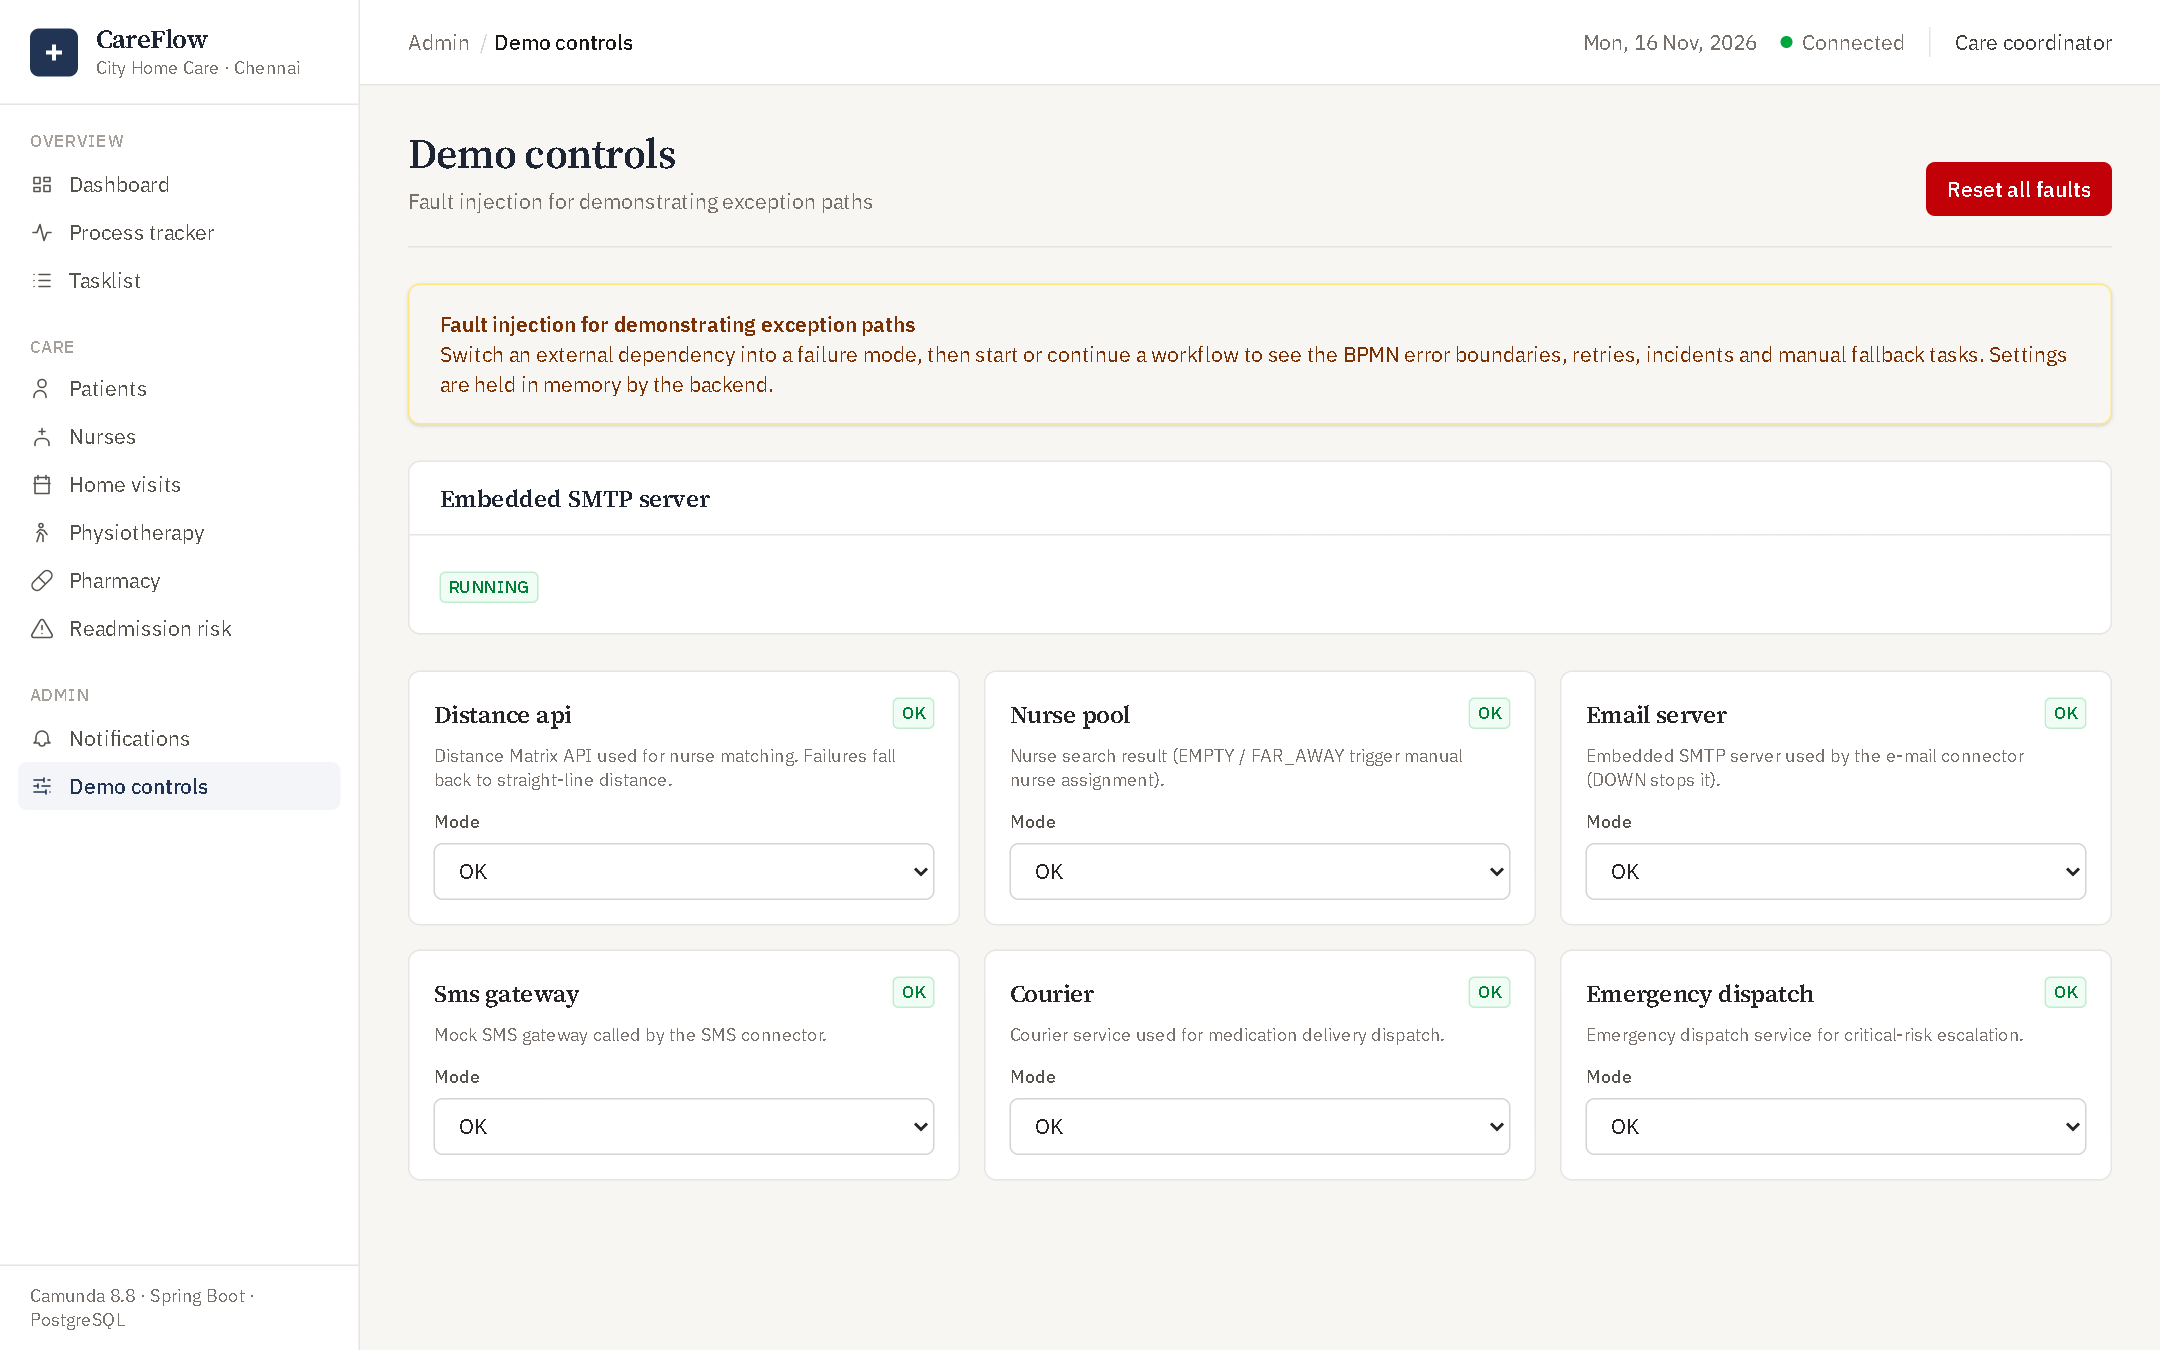 CareFlow
City Home Care · Chennai
OVERVIEW
Dashboard
Process tracker
Tasklist
CARE
Patients
Nurses
Home visits
Physiotherapy
Pharmacy
Readmission risk
ADMIN
Notifications
Demo controls
Camunda 8.8 · Spring Boot ·
PostgreSQL
Admin / Demo controls
Mon, 16 Nov, 2026
Connected
Care coordinator
Demo controls
Fault injection for demonstrating exception paths
Reset all faults
Fault injection for demonstrating exception paths
Switch an external dependency into a failure mode, then start or continue a workflow to see the BPMN error boundaries, retries, incidents and manual fallback tasks. Settings
are held in memory by the backend.
Embedded SMTP server
RUNNING
Distance api
OK
Distance Matrix API used for nurse matching. Failures fall
back to straight-line distance.
Mode
OK
Nurse pool
OK
Nurse search result (EMPTY / FAR_AWAY trigger manual
nurse assignment).
Mode
OK
Email server
OK
Embedded SMTP server used by the e-mail connector
(DOWN stops it).
Mode
OK
Sms gateway
OK
Mock SMS gateway called by the SMS connector.
Mode
OK
Courier
OK
Courier service used for medication delivery dispatch.
Mode
OK
Emergency dispatch
OK
Emergency dispatch service for critical-risk escalation.
Mode
OK